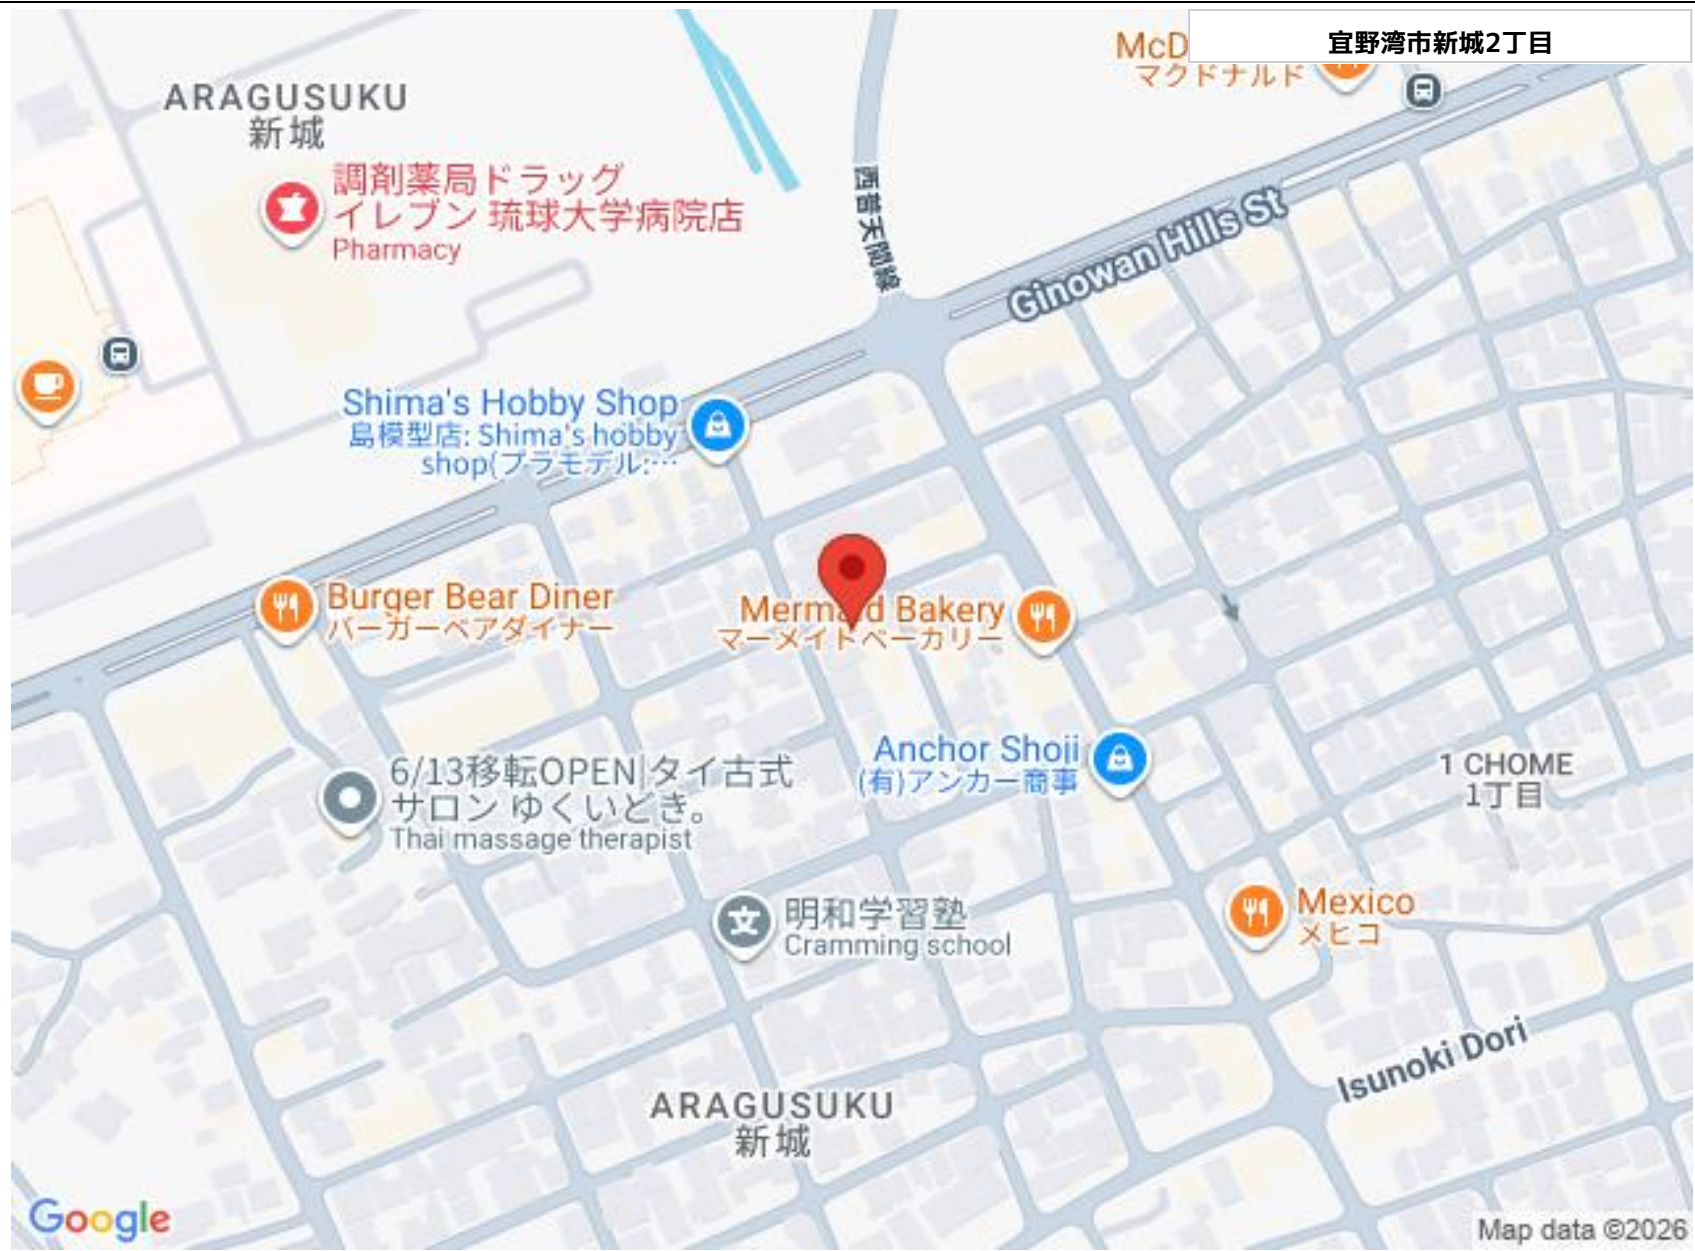 宜野湾市新城2丁目
McD
マクドナルド
ARAGUSUKU
新城
調剤薬局ドラッグ
イレブン 琉球大学病院店
Pharmacy
西普天間線
Ginowan Hills St
Shima's Hobby Shop
島模型店: Shima's hobby
shop(プラモデル:…
Burger Bear Diner
バーガーベアダイナー
Bakery
マーメイドベーカリー
Anchor Shoji
(有)アンカー商事
6/13移転OPEN|タイ古式
サロン ゆくいどき。
Thai massage therapist
1 CHOME
1丁目
文
明和学習塾
Cramming school
Mexico
メヒコ
Isunoki Dori
ARAGUSUKU
新城
Google
Map data ©2026